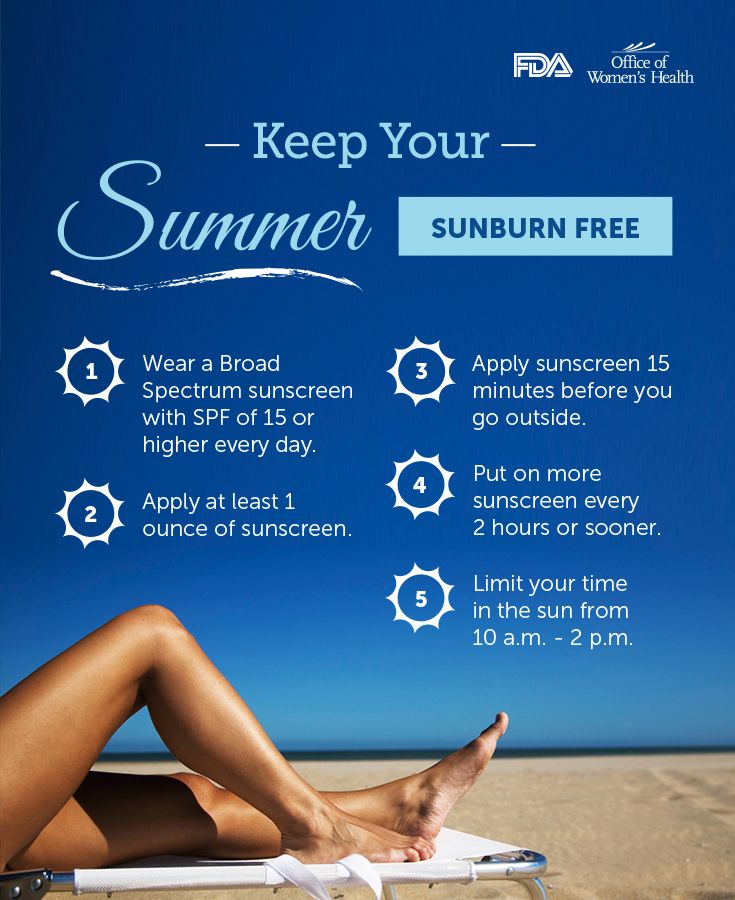 FDA
Office of
Women's Health
— Keep Your —
Summer
SUNBURN FREE
1
Wear a Broad
Spectrum sunscreen
with SPF of 15 or
higher every day.
2
Apply at least 1
ounce of sunscreen.
3
Apply sunscreen 15
minutes before you
go outside.
4
Put on more
sunscreen every
2 hours or sooner.
5
Limit your time
in the sun from
10 a.m. - 2 p.m.